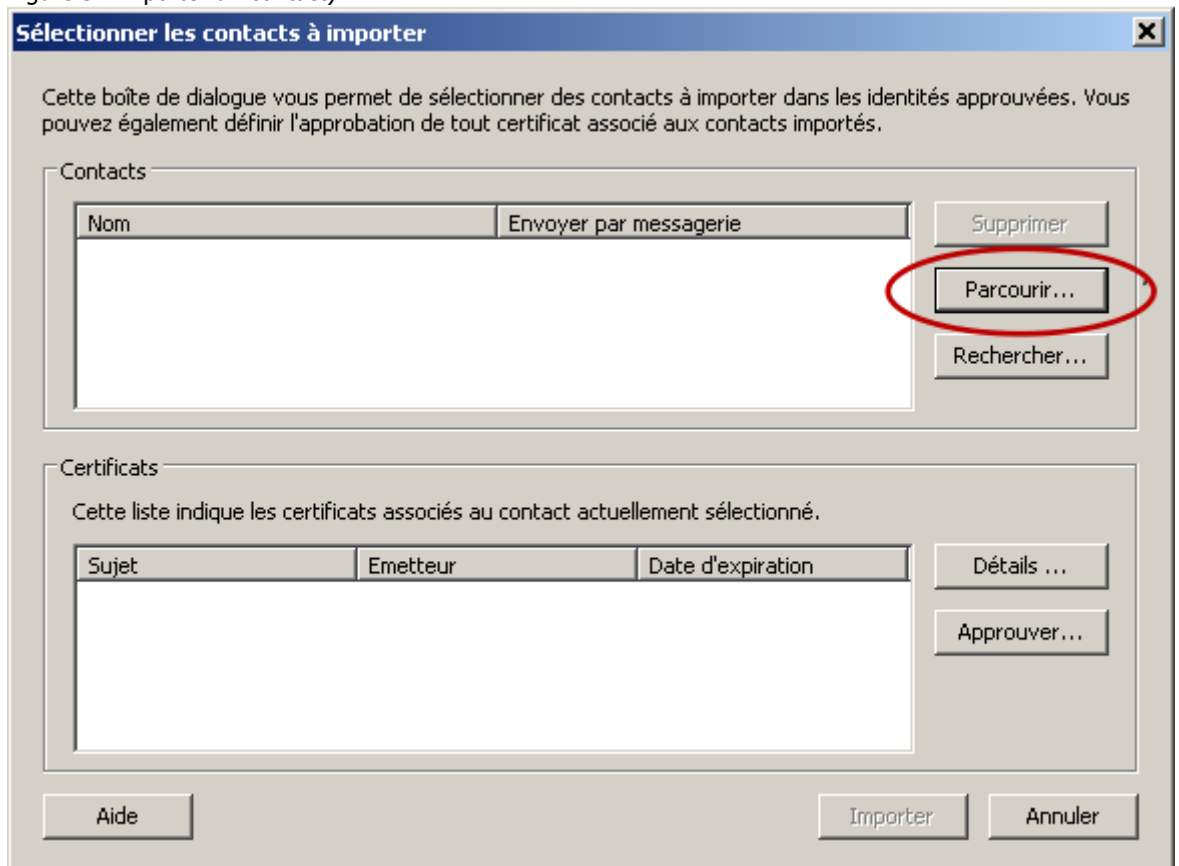 Sélectionner les contacts à importer
Cette boîte de dialogue vous permet de sélectionner des contacts à importer dans les identités approuvées. Vous
pouvez également définir l'approbation de tout certificat associé aux contacts importés.
Contacts
Nom Envoyer par messagerie
Supprimer
Parcourir...
Rechercher...
Certificats
Cette liste indique les certificats associés au contact actuellement sélectionné.
Sujet Emetteur Date d'expiration
Détails ...
Approuver...
Aide Importer Annuler